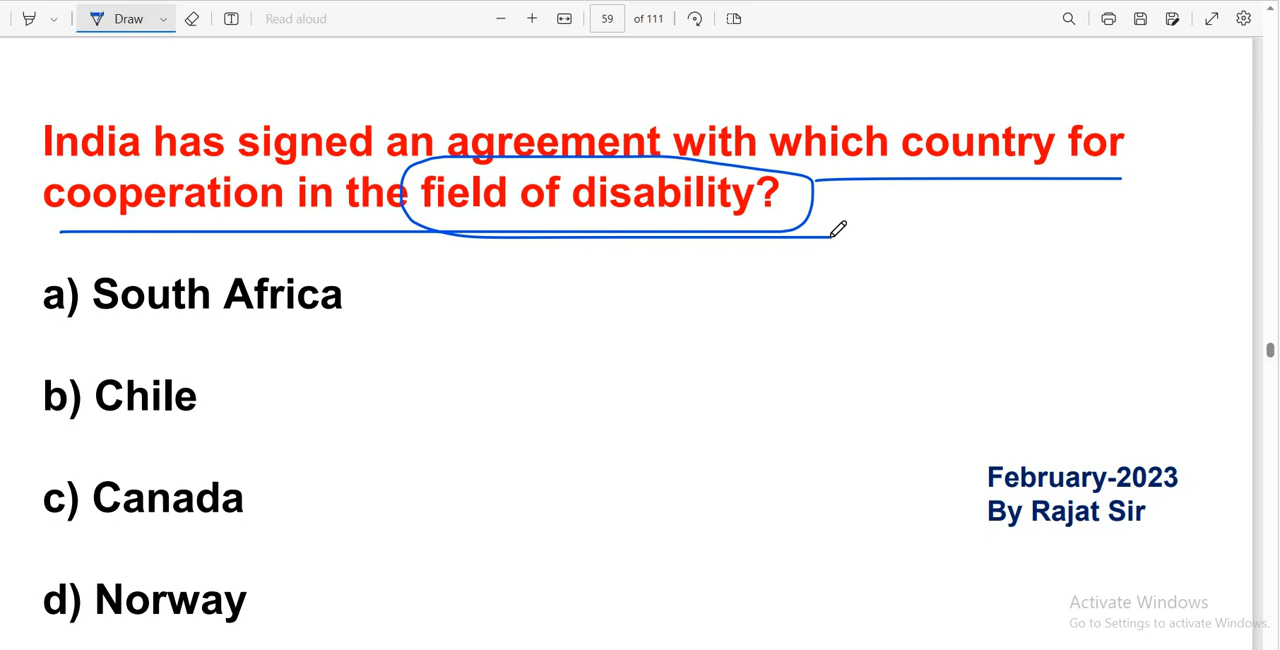 Draw
Read aloud
59 of 111
India has signed an agreement with which country for
cooperation in the field of disability?
a) South Africa
b) Chile
c) Canada
d) Norway
February-2023
By Rajat Sir
Activate Windows
Go to Settings to activate Windows.